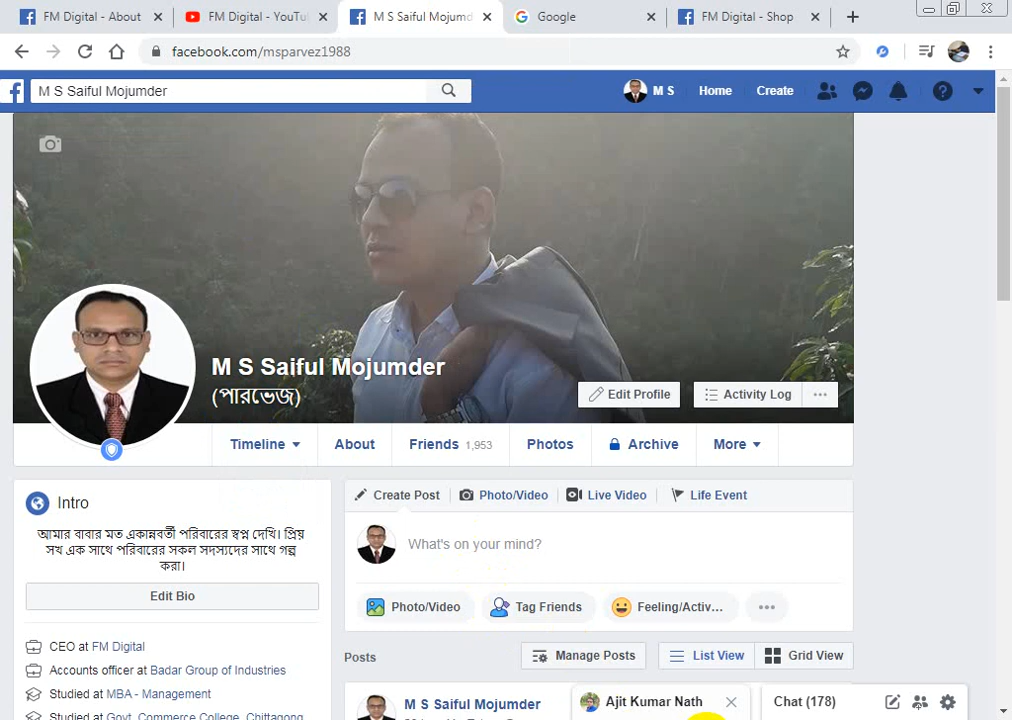 FM Digital - About
FM Digital - YouTu
M S Saiful Mojumd
Google
FM Digital - Shop
facebook.com/msparvez1988
M S Saiful Mojumder
M S
Home
Create
M S Saiful Mojumder
(পারভেজ)
Edit Profile
Activity Log
Timeline
About
Friends 1,953
Photos
Archive
More
Intro
আমার বাবার মত একান্নবর্তী পরিবারের স্বপ্ন দেখি। প্রিয়
সখ এক সাথে পরিবারের সকল সদস্যদের সাথে গল্প
করা।
Edit Bio
CEO at FM Digital
Accounts officer at Badar Group of Industries
Studied at MBA - Management
Studied at Govt. Commerce College, Chittagong
Create Post
Photo/Video
Live Video
Life Event
What's on your mind?
Photo/Video
Tag Friends
Feeling/Activ...
Posts
Manage Posts
List View
Grid View
M S Saiful Mojumder
Ajit Kumar Nath
Chat (178)